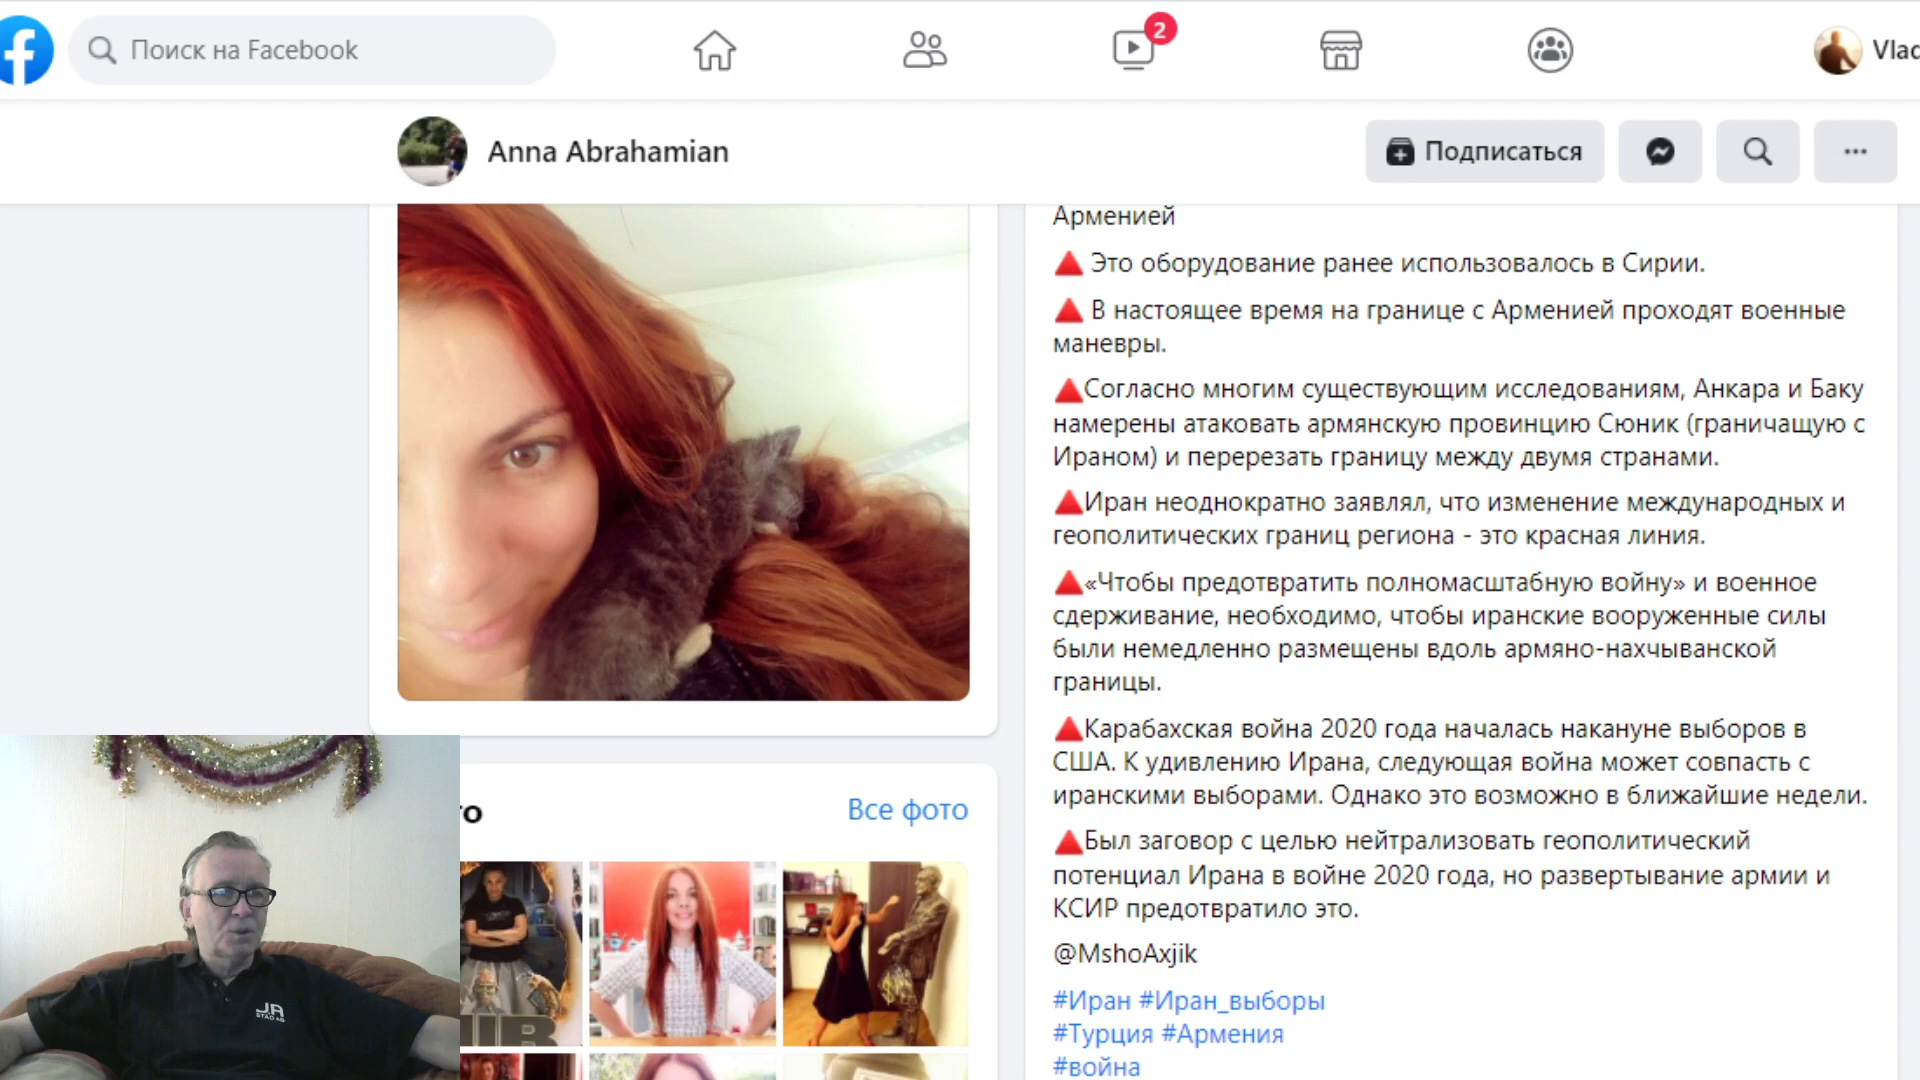 Поиск на Facebook
2
Vlad
Anna Abrahamian
Подписаться
Арменией
🔺 Это оборудование ранее использовалось в Сирии.
🔺 В настоящее время на границе с Арменией проходят военные
маневры.
🔺Согласно многим существующим исследованиям, Анкара и Баку
намерены атаковать армянскую провинцию Сюник (граничащую с
Ираном) и перерезать границу между двумя странами.
🔺Иран неоднократно заявлял, что изменение международных и
геополитических границ региона - это красная линия.
🔺«Чтобы предотвратить полномасштабную войну» и военное
сдерживание, необходимо, чтобы иранские вооруженные силы
были немедленно размещены вдоль армяно-нахчыванской
границы.
🔺Карабахская война 2020 года началась накануне выборов в
США. К удивлению Ирана, следующая война может совпасть с
иранскими выборами. Однако это возможно в ближайшие недели.
🔺Был заговор с целью нейтрализовать геополитический
потенциал Ирана в войне 2020 года, но развертывание армии и
КСИР предотвратило это.
@MshoAxjik
#Иран #Иран_выборы
#Турция #Армения
#война
то
Все фото
J.A
STÄD AB